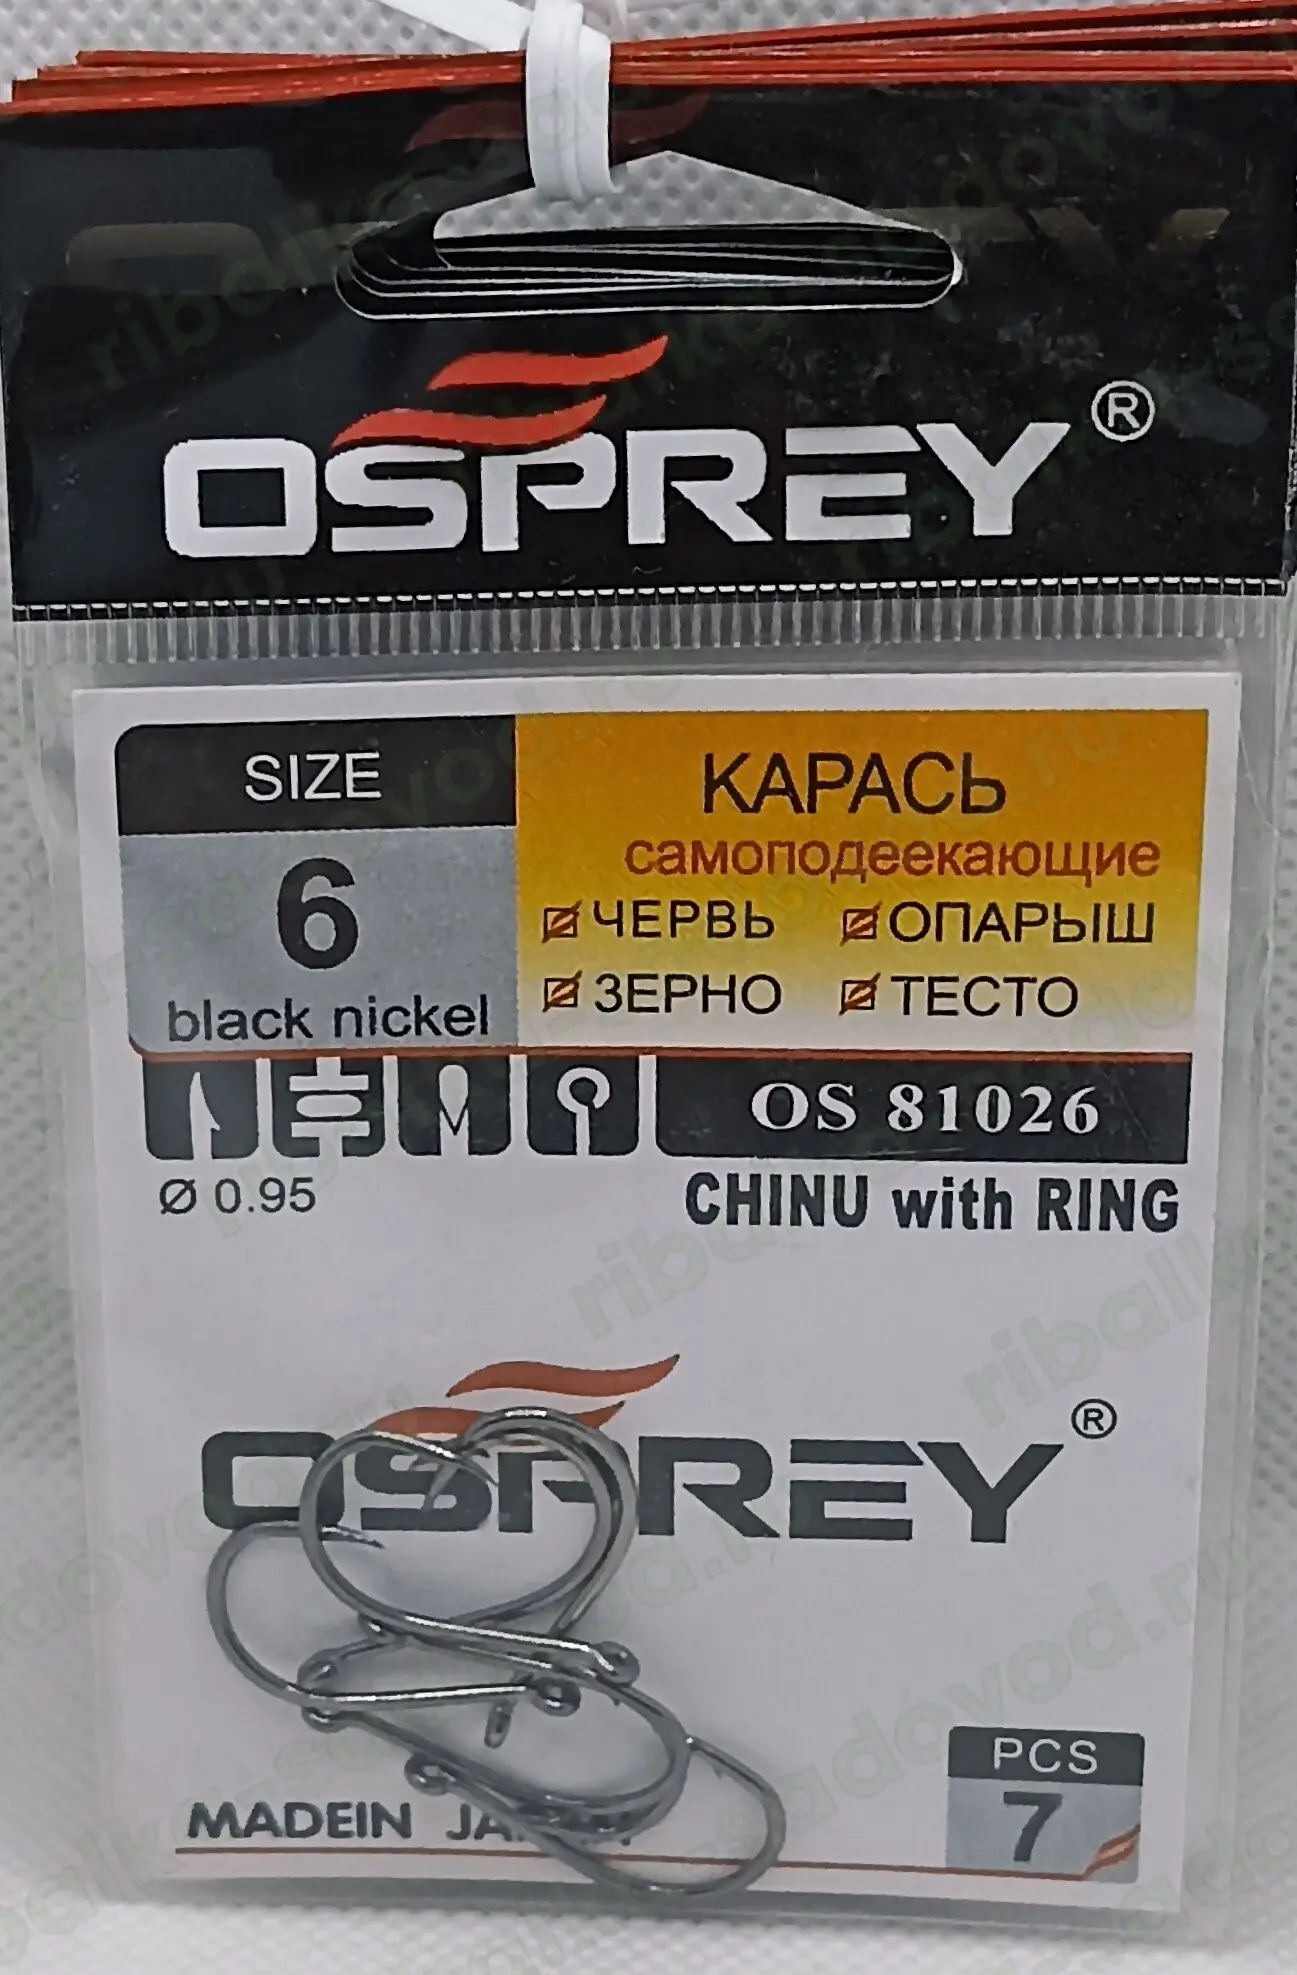 OSPREY®
SIZE
6
black nickel
КАРАСЬ
самоподеекающие
ЧЕРВЬ ОПАРЫШ
ЗЕРНО ТЕСТО
OS 81026
Ø 0.95
CHINU with RING
OSPREY®
PCS
7
MADEIN